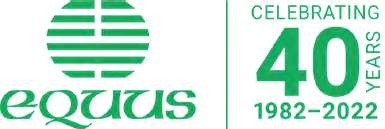 equus
CELEBRATING
40
YEARS
1982–2022